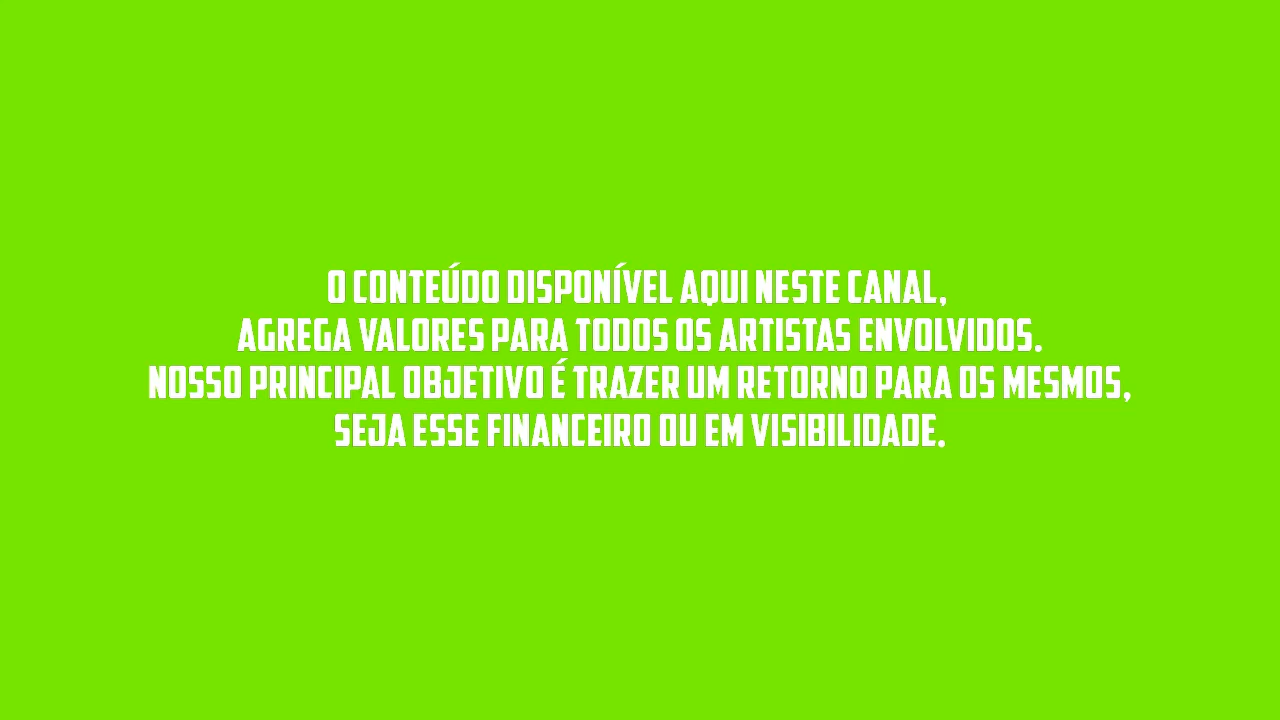 O CONTEÚDO DISPONÍVEL AQUI NESTE CANAL,
AGREGA VALORES PARA TODOS OS ARTISTAS ENVOLVIDOS.
NOSSO PRINCIPAL OBJETIVO É TRAZER UM RETORNO PARA OS MESMOS,
SEJA ESSE FINANCEIRO OU EM VISIBILIDADE.